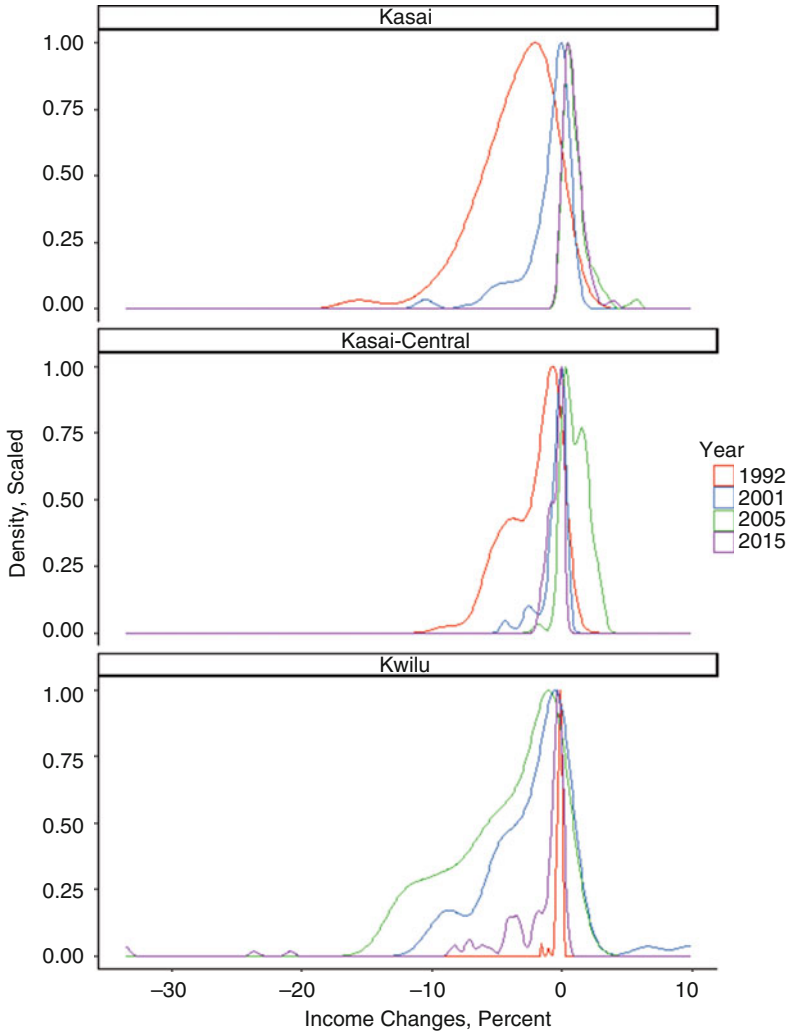 Kasai
1.00
0.75
0.50
0.25
0.00
Kasai-Central
1.00
0.75
0.50
0.25
0.00
Density, Scaled
Year
1992
2001
2005
2015
Kwilu
1.00
0.75
0.50
0.25
0.00
–30 –20 –10 0 10
Income Changes, Percent